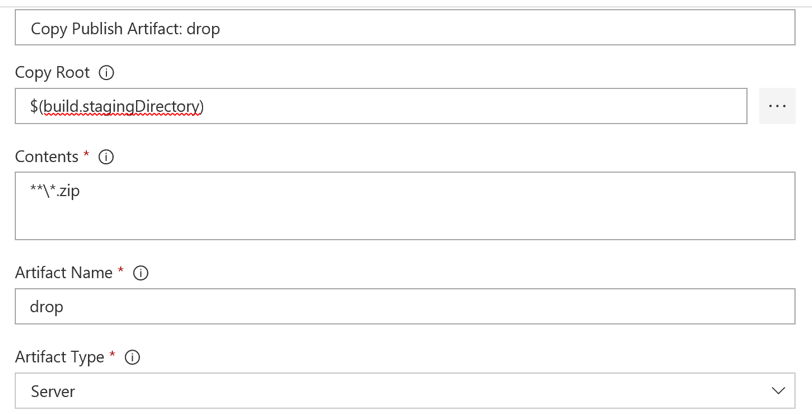 Copy Publish Artifact: drop
Copy Root
$(build.stagingDirectory)
...
Contents *
**\*.zip
Artifact Name *
drop
Artifact Type *
Server